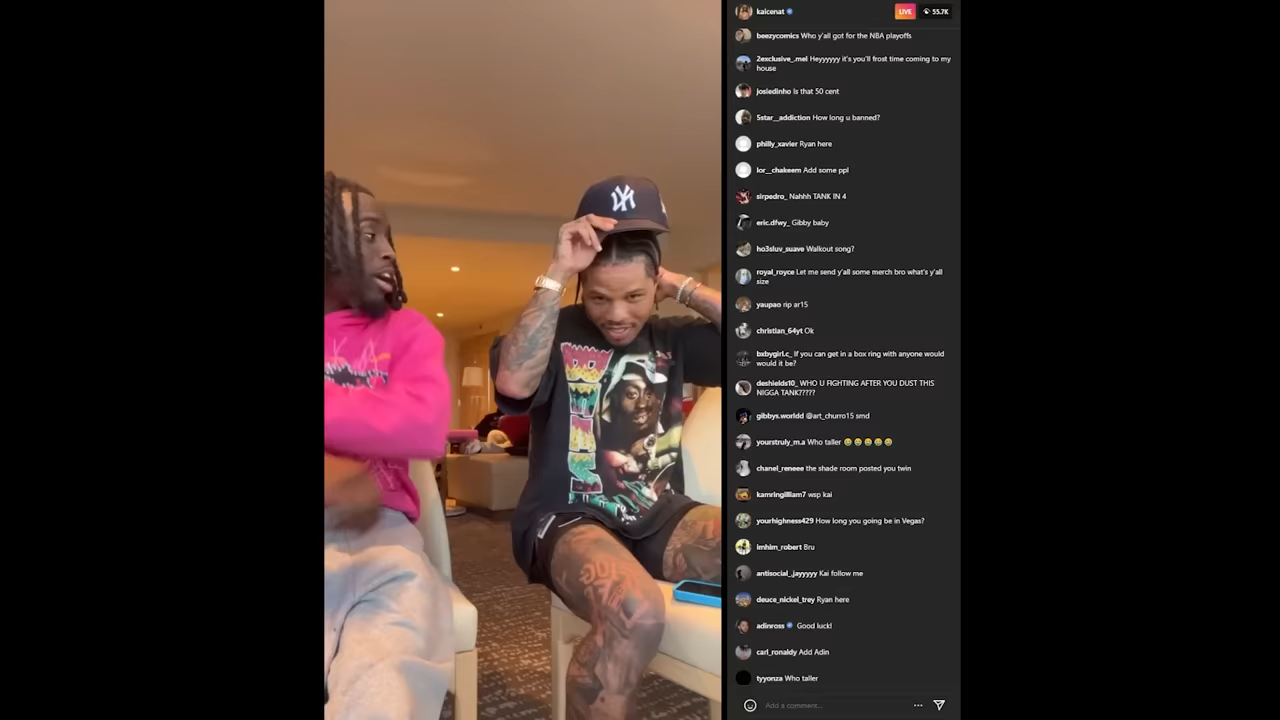 kaicenat
LIVE
55.7K
beezycomics Who y'all got for the NBA playoffs
2exclusive_.mel Heyyyyyy it's you'll frost time coming to my
house
josiedinho Is that 50 cent
5star__addiction How long u banned?
philly_xavier Ryan here
lor__chakeem Add some ppl
sirpedro_ Nahhh TANK IN 4
eric.dfwy_ Gibby baby
ho3sluv_suave Walkout song?
royal_royce Let me send y'all some merch bro what's y'all
size
yaupao rip ar15
christian_64yt Ok
bxbygirl.c_ If you can get in a box ring with anyone would
would it be?
deshields10_ WHO U FIGHTING AFTER YOU DUST THIS
NIGGA TANK?????
gibbys.worldd @art_churro15 smd
yourstruly_m.a Who taller 😂 😂 😂 😂 😂
chanel_reneee the shade room posted you twin
kamringilliam7 wsp kai
yourhighness429 How long you going be in Vegas?
imhim_robert Bru
antisocial_.jayyyyy Kai follow me
deuce_nickel_trey Ryan here
adinross Good luck!
carl_ronaldy Add Adin
tyyonza Who taller
Add a comment...
NY